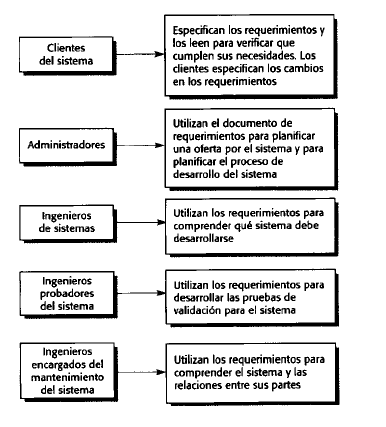 Clientes
del sistema
Especifican los requerimientos y
los leen para verificar que
cumplen sus necesidades. Los
clientes especifican los cambios
en los requerimientos
Administradores
Utilizan el documento de
requerimientos para planificar
una oferta por el sistema y para
planificar el proceso de
desarrollo del sistema
Ingenieros
de sistemas
Utilizan los requerimientos para
comprender qué sistema debe
desarrollarse
Ingenieros
probadores
del sistema
Utilizan los requerimientos para
desarrollar las pruebas de
validación para el sistema
Ingenieros
encargados del
mantenimiento
del sistema
Utilizan los requerimientos para
comprender el sistema y las
relaciones entre sus partes